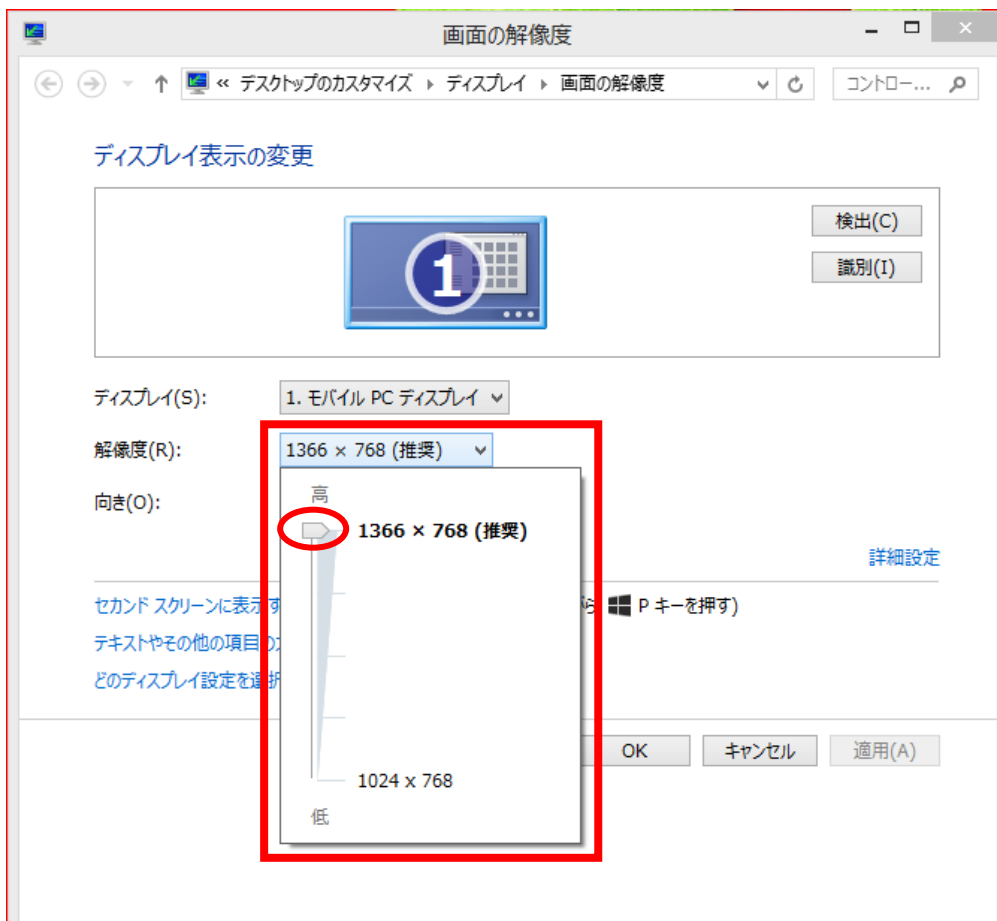 画面の解像度
« デスクトップのカスタマイズ ▸ ディスプレイ ▸ 画面の解像度
コントロー...
ディスプレイ表示の変更
検出(C)
1
識別(I)
ディスプレイ(S): 1. モバイル PC ディスプレイ
解像度(R): 1366 × 768 (推奨)
向き(O):
高
1366 × 768 (推奨)
詳細設定
セカンド スクリーンに表示す P キーを押す)
テキストやその他の項目の
どのディスプレイ設定を選択
OK キャンセル 適用(A)
1024 x 768
低